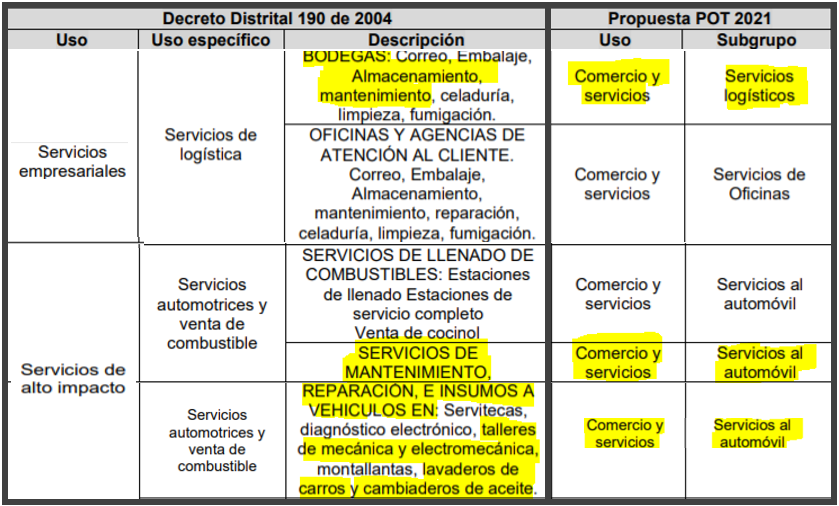 Decreto Distrital 190 de 2004
Propuesta POT 2021
Uso
Uso específico
Descripción
Uso
Subgrupo
Servicios
empresariales
Servicios de
logística
BODEGAS: Correo, Embalaje,
Almacenamiento,
mantenimiento, celaduría,
limpieza, fumigación.
Comercio y
servicios
Servicios
logísticos
OFICINAS Y AGENCIAS DE
ATENCIÓN AL CLIENTE.
Correo, Embalaje,
Almacenamiento,
mantenimiento, reparación,
celaduría, limpieza, fumigación.
Comercio y
servicios
Servicios de
Oficinas
Servicios de
alto impacto
Servicios
automotrices y
venta de
combustible
SERVICIOS DE LLENADO DE
COMBUSTIBLES: Estaciones
de llenado Estaciones de
servicio completo
Venta de cocinol
Comercio y
servicios
Servicios al
automóvil
SERVICIOS DE
MANTENIMIENTO,
Comercio y
servicios
Servicios al
automóvil
Servicios
automotrices y
venta de
combustible
REPARACIÓN, E INSUMOS A
VEHICULOS EN: Servitecas,
diagnóstico electrónico, talleres
de mecánica y electromecánica,
montallantas, lavaderos de
carros y cambiaderos de aceite.
Comercio y
servicios
Servicios al
automóvil